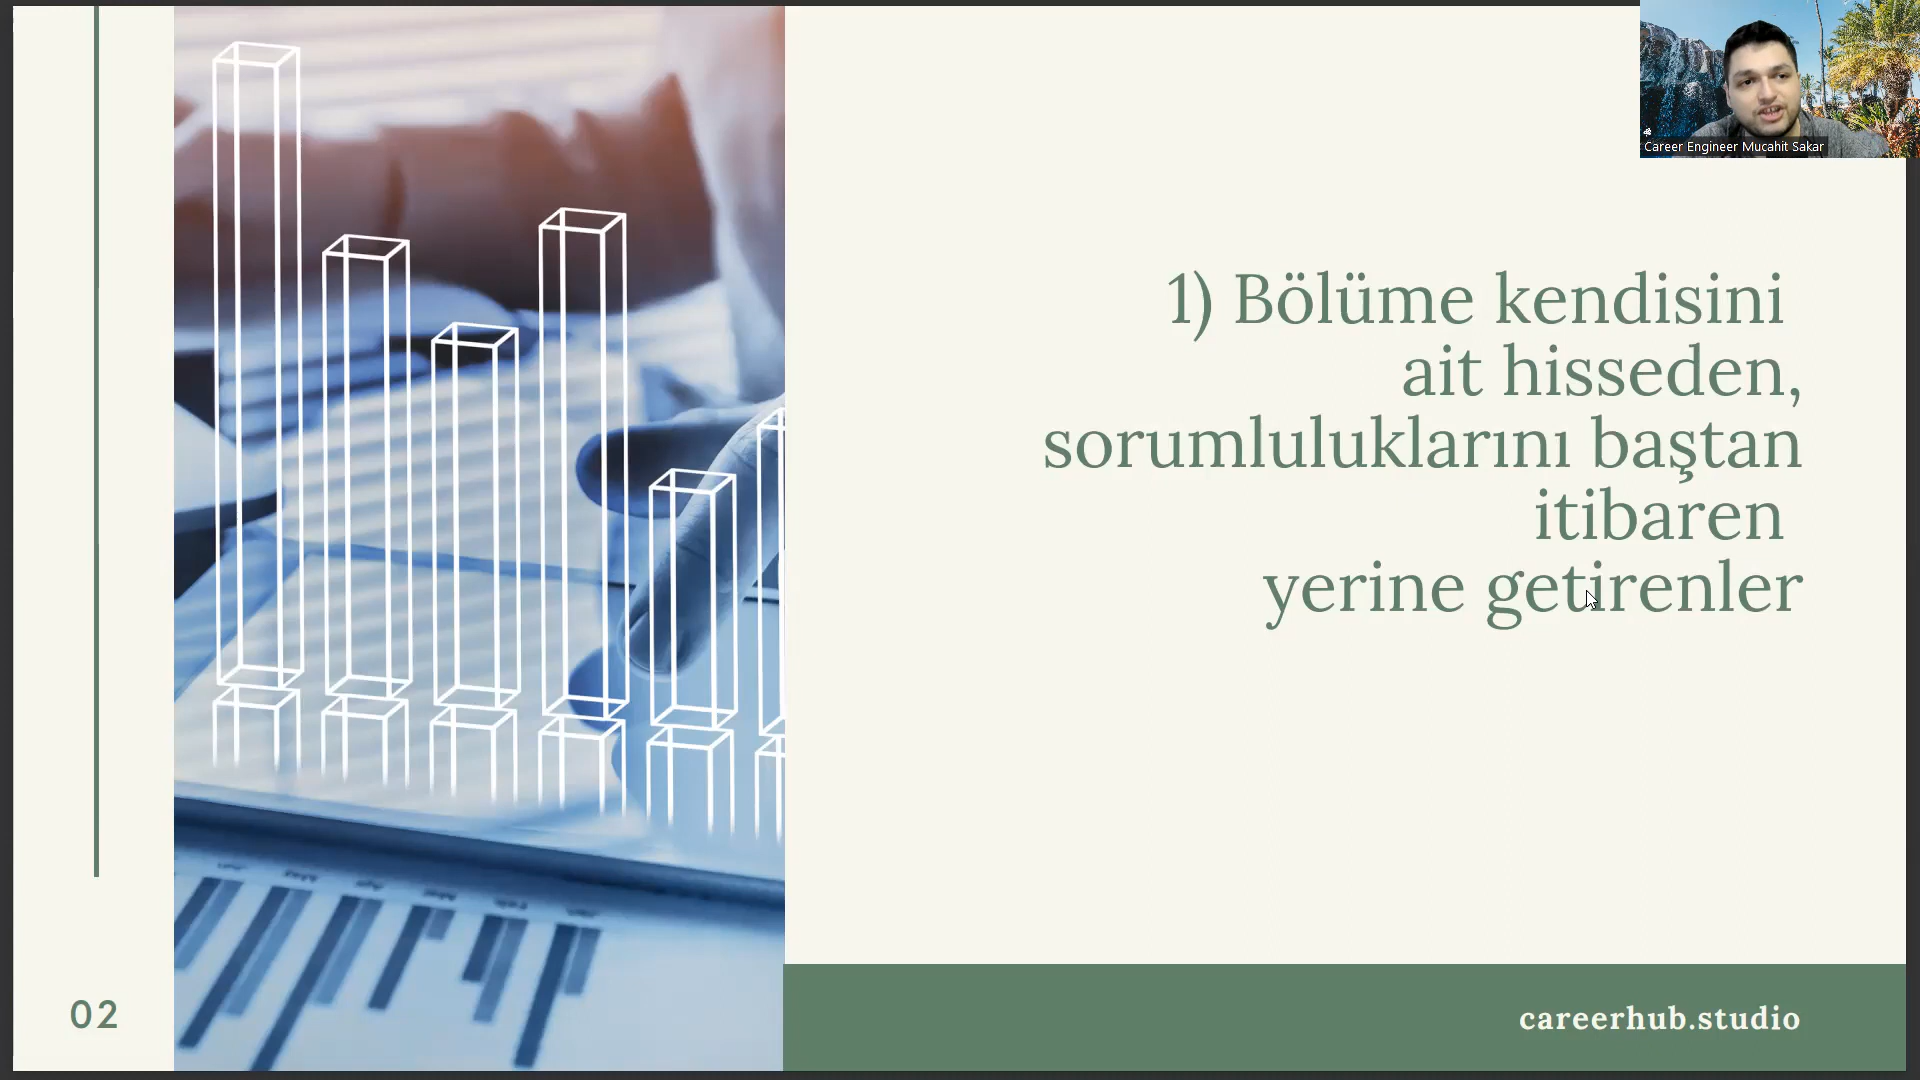 Career Engineer Mucahit Sakar
1) Bölüme kendisini
ait hisseden,
sorumluluklarını baştan
itibaren
yerine getirenler
02
careerhub.studio